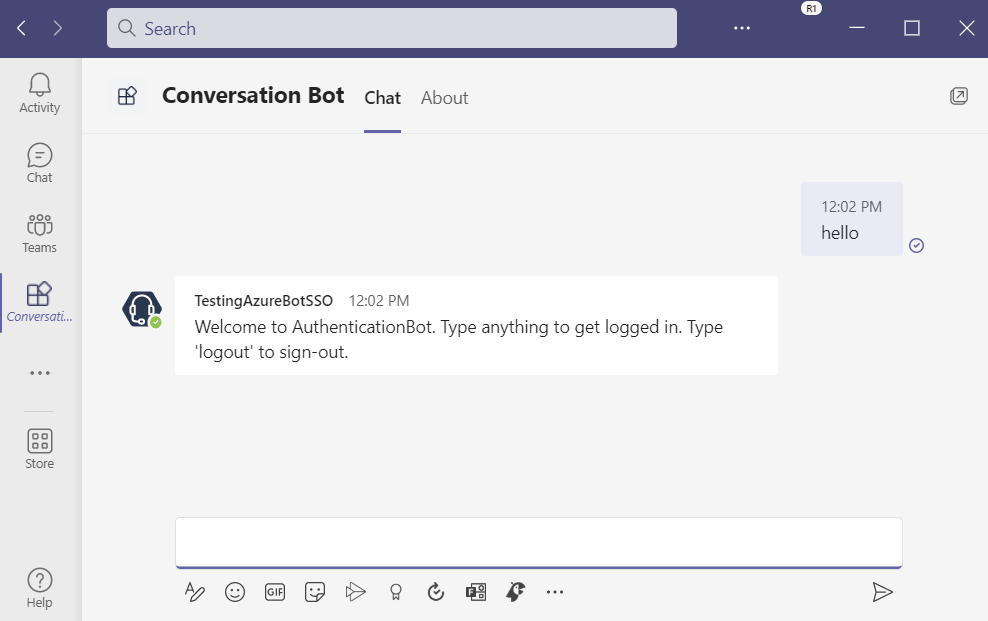 Search
R1
Activity
Chat
Teams
Conversati...
Store
Help
Conversation Bot
Chat
About
12:02 PM
hello
TestingAzureBotSSO 12:02 PM
Welcome to AuthenticationBot. Type anything to get logged in. Type
'logout' to sign-out.
GIF